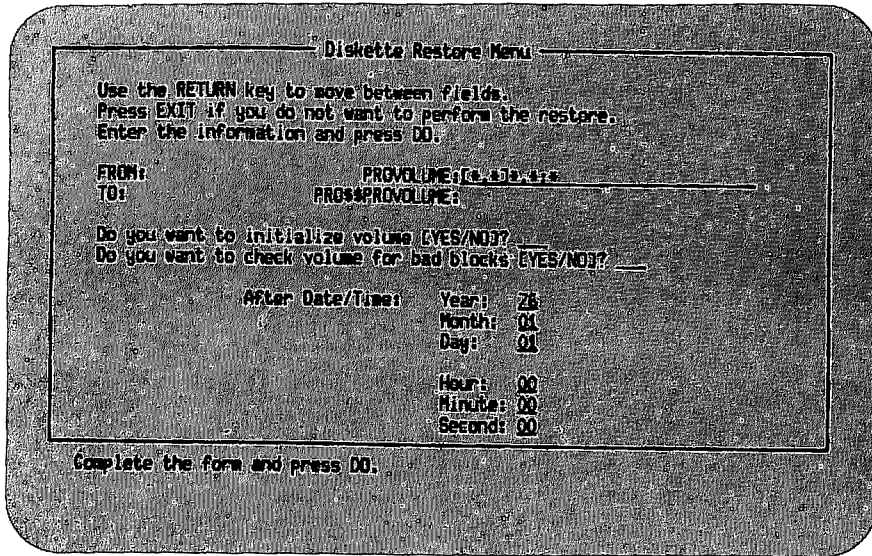 Diskette Restore Menu
Use the RETURN key to move between fields.
Press EXIT if you do not want to perform the restore.
Enter the information and press DO.
FROM: PROVOLUME:[*.*]*.*;*
TO: PRO$$PROVOLUME:
Do you want to initialize volume [YES/NO]? ___
Do you want to check volume for bad blocks [YES/NO]? ___
After Date/Time: Year: 76
Month: 01
Day: 01
Hour: 00
Minute: 00
Second: 00
Complete the form and press DO.